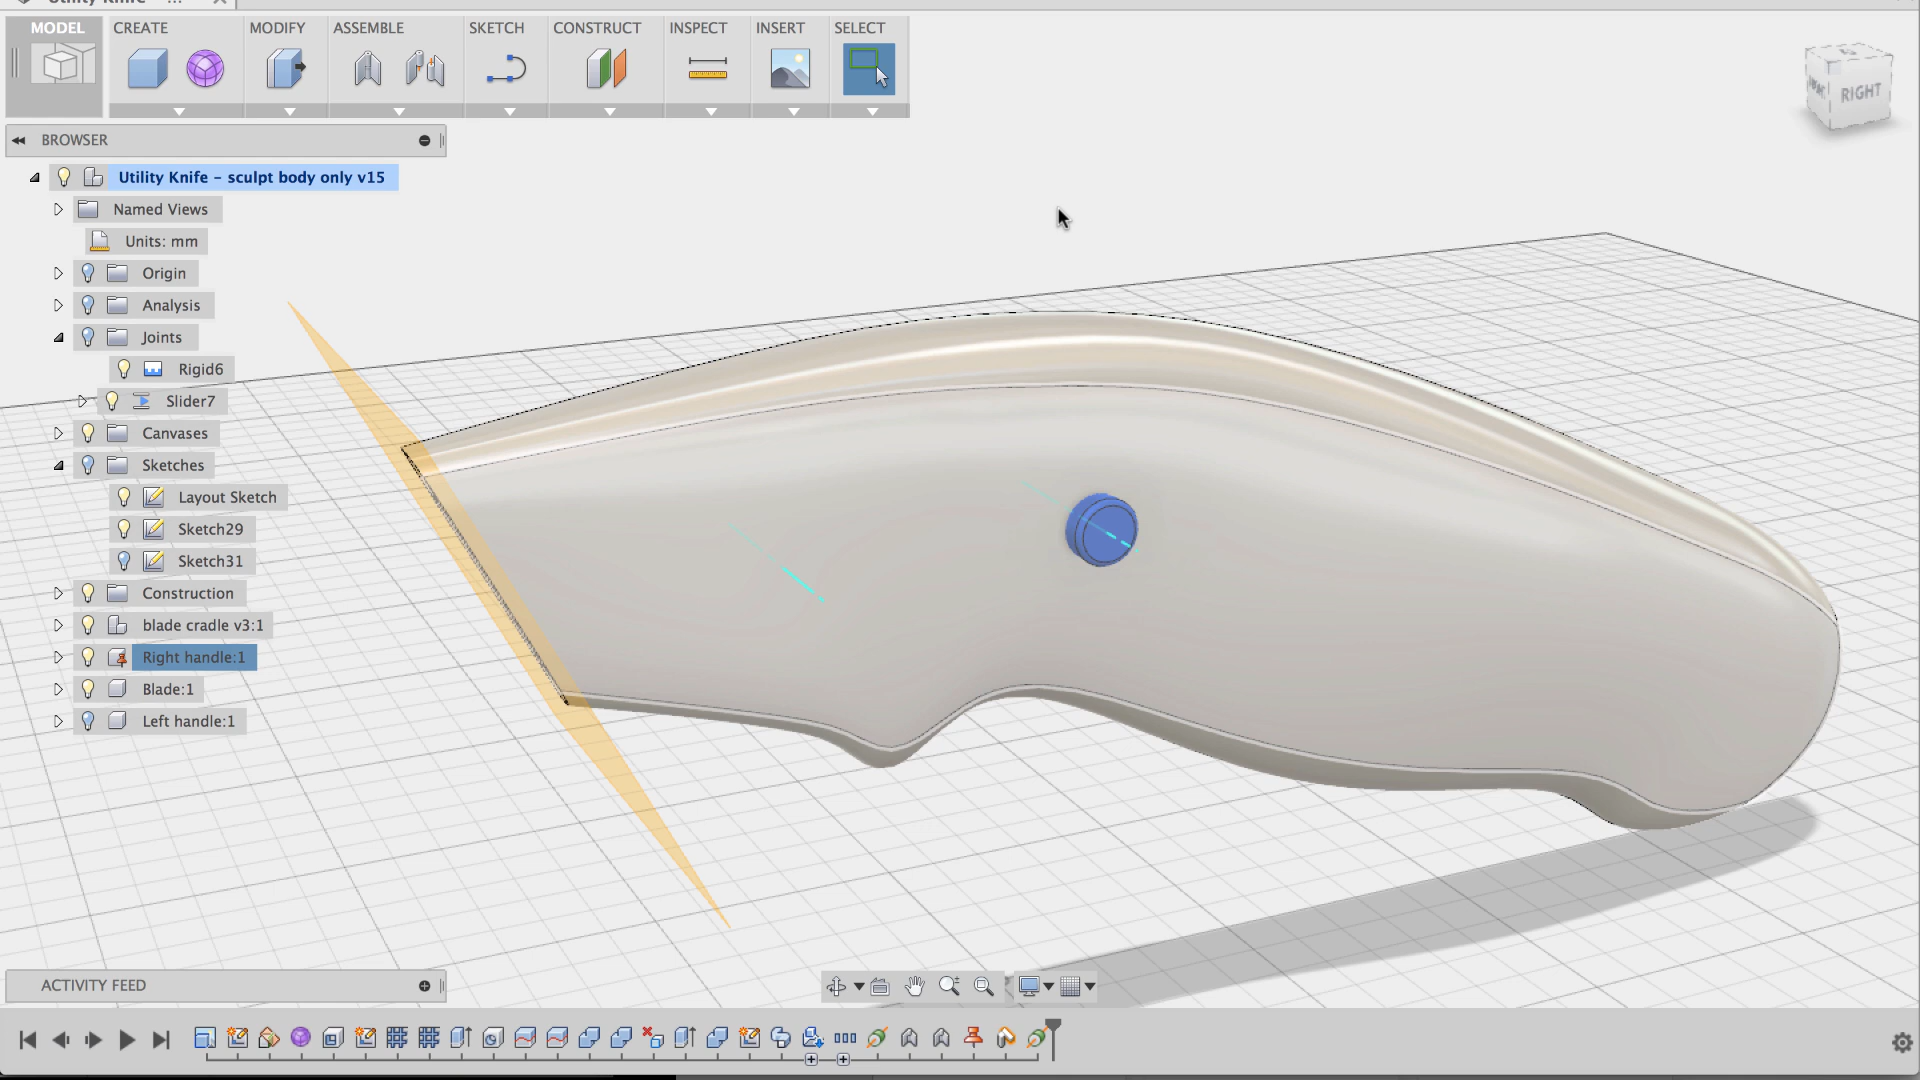 Utility Knife - ...
MODEL
CREATE
MODIFY
ASSEMBLE
SKETCH
CONSTRUCT
INSPECT
INSERT
SELECT
RIGHT
BROWSER
Utility Knife - sculpt body only v15
Named Views
Units: mm
Origin
Analysis
Joints
Rigid6
Slider7
Canvases
Sketches
Layout Sketch
Sketch29
Sketch31
Construction
blade cradle v3:1
Right handle:1
Blade:1
Left handle:1
ACTIVITY FEED